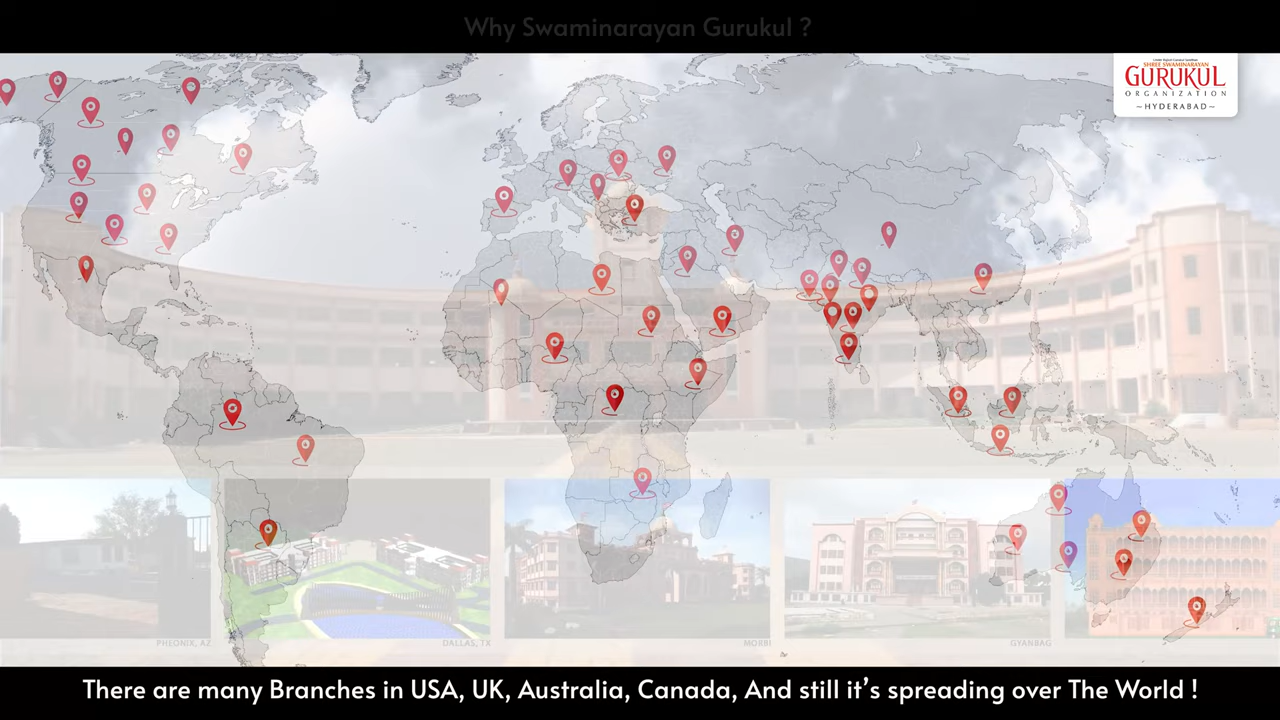 Why Swaminarayan Gurukul ?
SHREE SWAMINARAYAN
GURUKUL
ORGANIZATION
~HYDERABAD~
PHEONIX, AZ
DALLAS, TX
MORBI
GYANBAG
There are many Branches in USA, UK, Australia, Canada, And still it's spreading over The World !